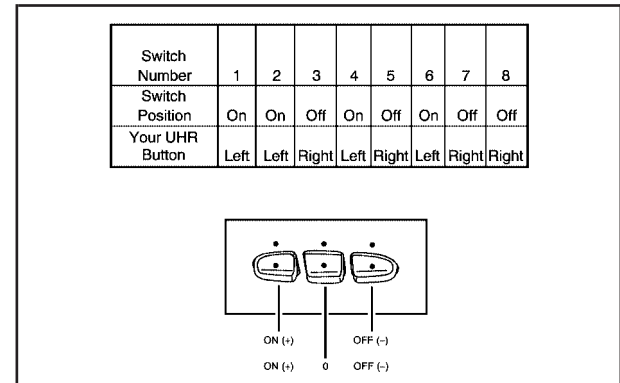 Switch Number 1 2 3 4 5 6 7 8
Switch Position On On Off On Off On Off Off
Your UHR Button Left Left Right Left Right Left Right Right
ON (+) OFF (–)
ON (+) 0 OFF (–)